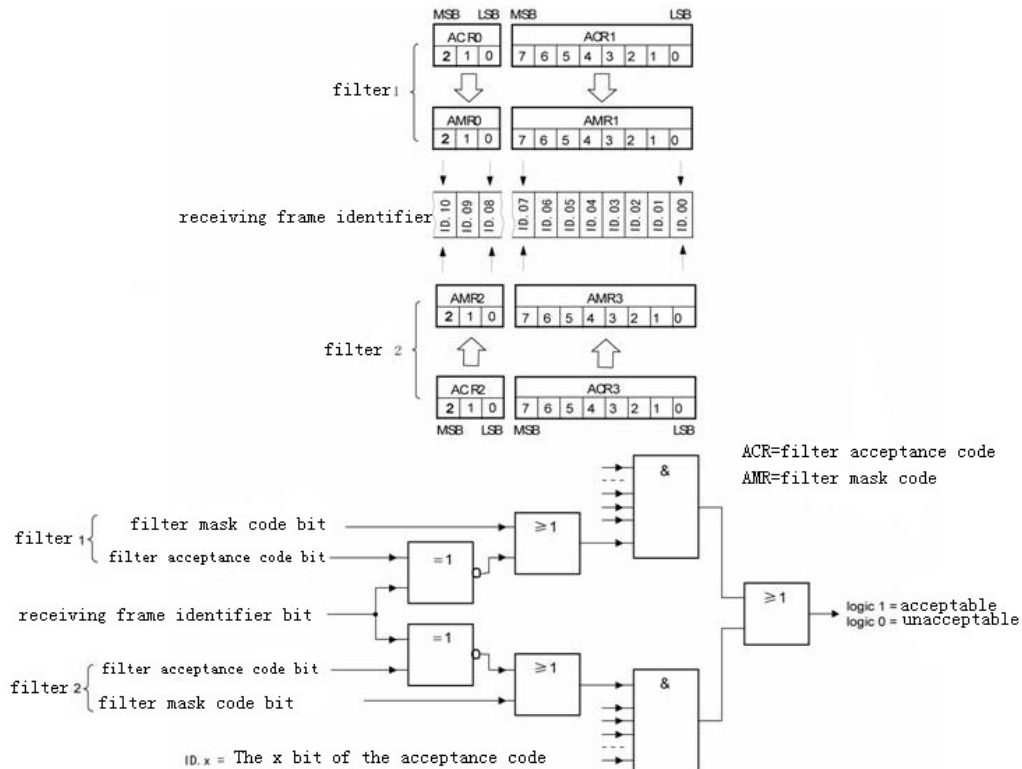 MSB LSB MSB LSB
ACR0 ACR1
2 1 0 7 6 5 4 3 2 1 0
filter 1
AMR0 AMR1
2 1 0 7 6 5 4 3 2 1 0
receiving frame identifier
ID.10 ID.09 ID.08 ID.07 ID.06 ID.05 ID.04 ID.03 ID.02 ID.01 ID.00
AMR2 AMR3
2 1 0 7 6 5 4 3 2 1 0
filter 2
ACR2 ACR3
2 1 0 7 6 5 4 3 2 1 0
MSB LSB MSB LSB
ACR=filter acceptance code
AMR=filter mask code
&
filter 1
filter mask code bit
≥1
filter acceptance code bit
=1
≥1
receiving frame identifier bit
logic 1 = acceptable
logic 0 = unacceptable
=1
filter 2
filter acceptance code bit
≥1
&
filter mask code bit
ID.x = The x bit of the acceptance code